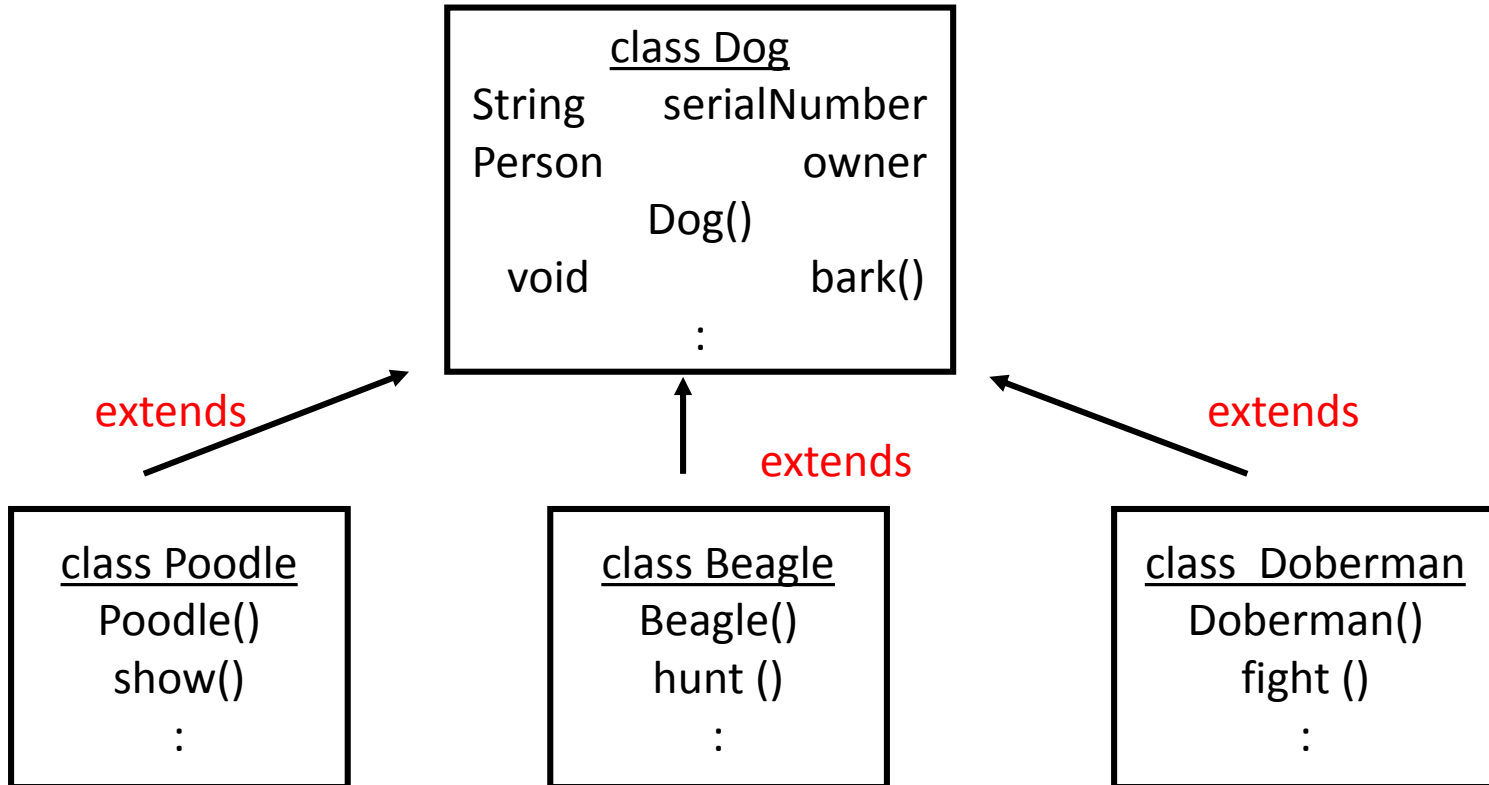 class Dog
String serialNumber
Person owner
Dog()
void bark()
:
extends
extends
extends
class Poodle
Poodle()
show()
:
class Beagle
Beagle()
hunt ()
:
class Doberman
Doberman()
fight ()
: